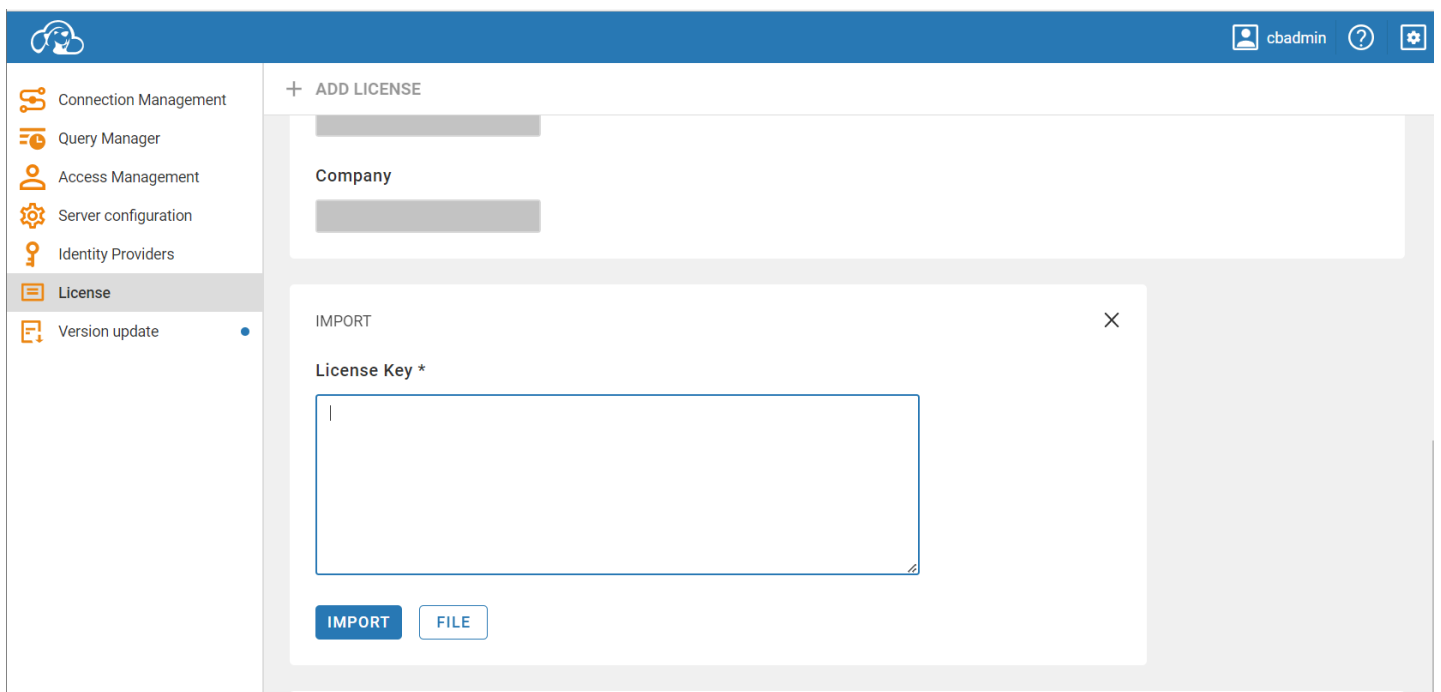 cbadmin
Connection Management
Query Manager
Access Management
Server configuration
Identity Providers
License
Version update
ADD LICENSE
Company
IMPORT
License Key *
IMPORT
FILE